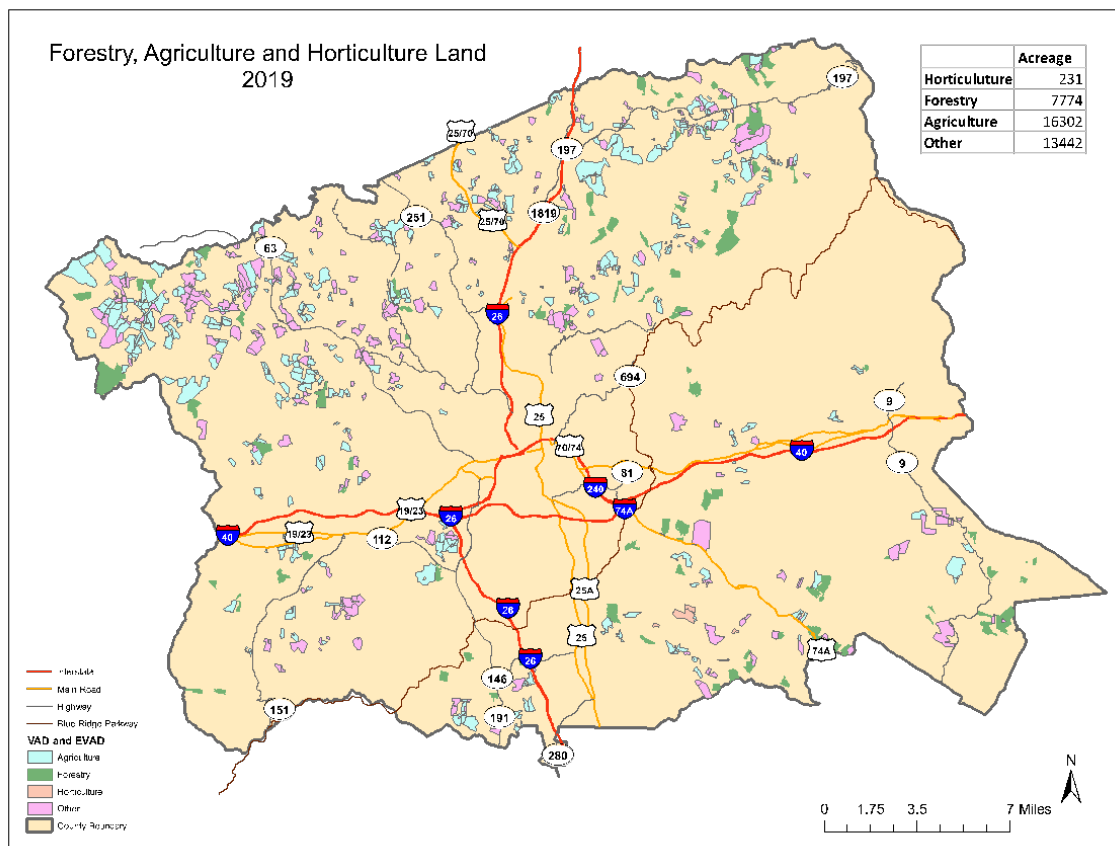 Forestry, Agriculture and Horticulture Land
2019
Acreage
Horticuluture 231
Forestry 7774
Agriculture 16302
Other 13442
197
25/70
197
251
25/70
1819
63
26
694
9
25
70/74
40
81
9
240
19/23
26
74A
40
19/23
112
25A
26
25
74A
26
146
151
191
280
Interstate
Main Road
Highway
Blue Ridge Parkway
VAD and EVAD
Agriculture
Forestry
Horticulture
Other
County Boundary
N
0 1.75 3.5 7 Miles